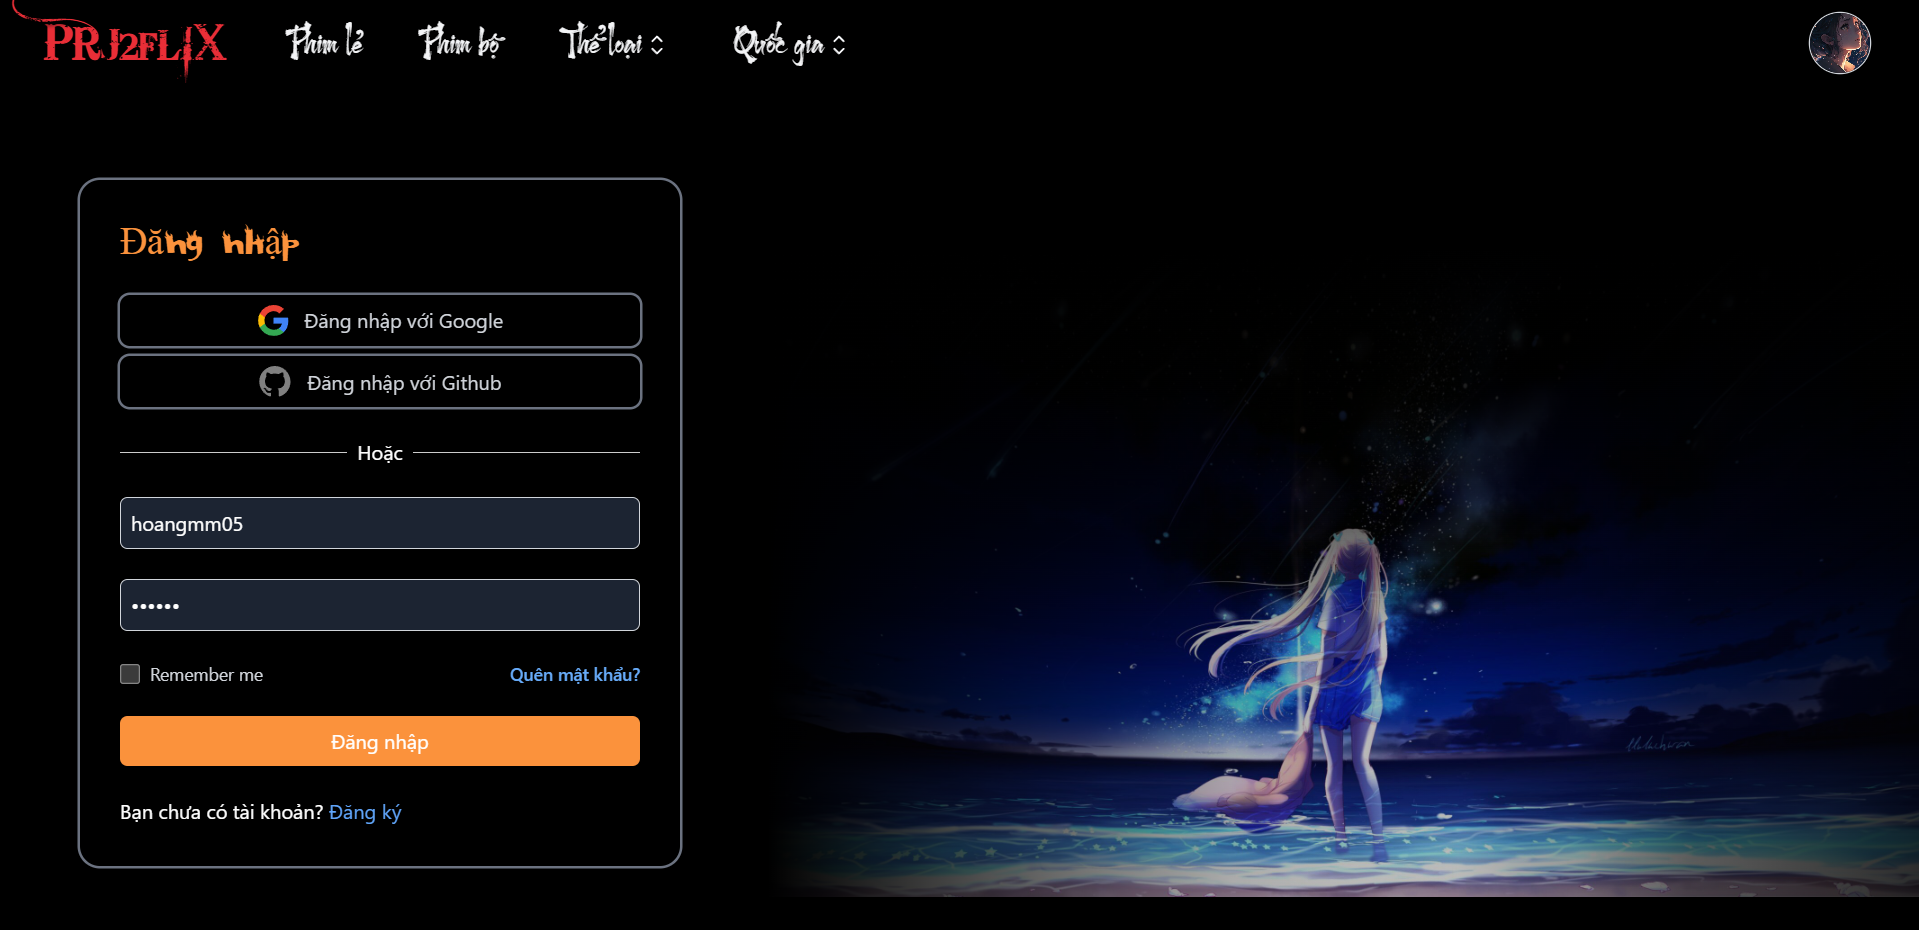 PRJ2FLIX
Phim lẻ
Phim bộ
Thể loại
Quốc gia
Đăng nhập
Đăng nhập với Google
Đăng nhập với Github
Hoặc
hoangmm05
••••••
Remember me
Quên mật khẩu?
Đăng nhập
Bạn chưa có tài khoản? Đăng ký